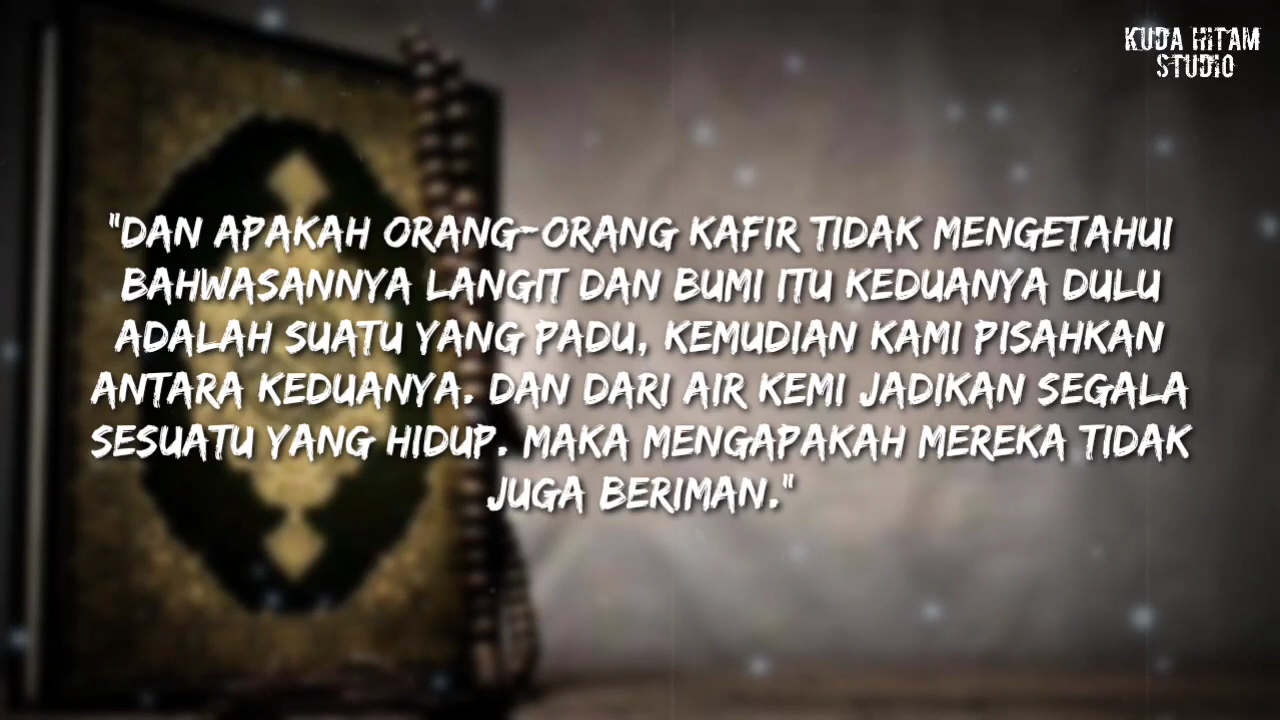 KUDA HITAM
STUDIO
"DAN APAKAH ORANG-ORANG KAFIR TIDAK MENGETAHUI
BAHWASANNYA LANGIT DAN BUMI ITU KEDUANYA DULU
ADALAH SUATU YANG PADU, KEMUDIAN KAMI PISAHKAN
ANTARA KEDUANYA. DAN DARI AIR KEMI JADIKAN SEGALA
SESUATU YANG HIDUP. MAKA MENGAPAKAH MEREKA TIDAK
JUGA BERIMAN."